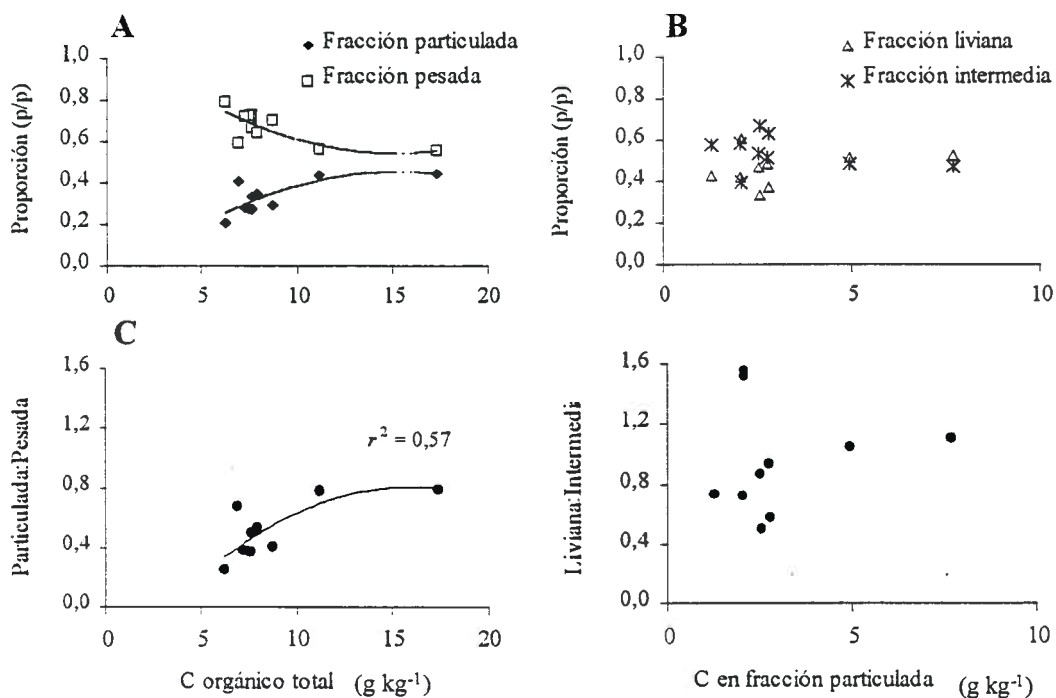 A
Fracción particulada
Fracción pesada
Proporción (p/p)
1,0
0,8
0,6
0,4
0,2
0,0
0 5 10 15 20
B
Fracción liviana
Fracción intermedia
Proporción (p/p)
1,0
0,8
0,6
0,4
0,2
0,0
0 5 10
C
Particulada:Pesada
1,6
1,2
0,8
0,4
0,0
r² = 0,57
0 5 10 15 20
C orgánico total (g kg⁻¹)
Liviana:Intermedi
1,6
1,2
0,8
0,4
0,0
0 5 10
C en fracción particulada (g kg⁻¹)